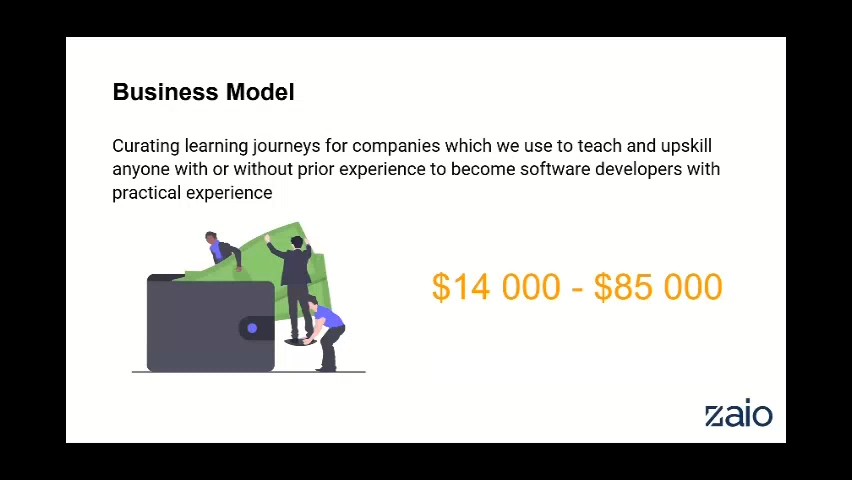 Business Model
Curating learning journeys for companies which we use to teach and upskill
anyone with or without prior experience to become software developers with
practical experience
$14 000 - $85 000
zaio